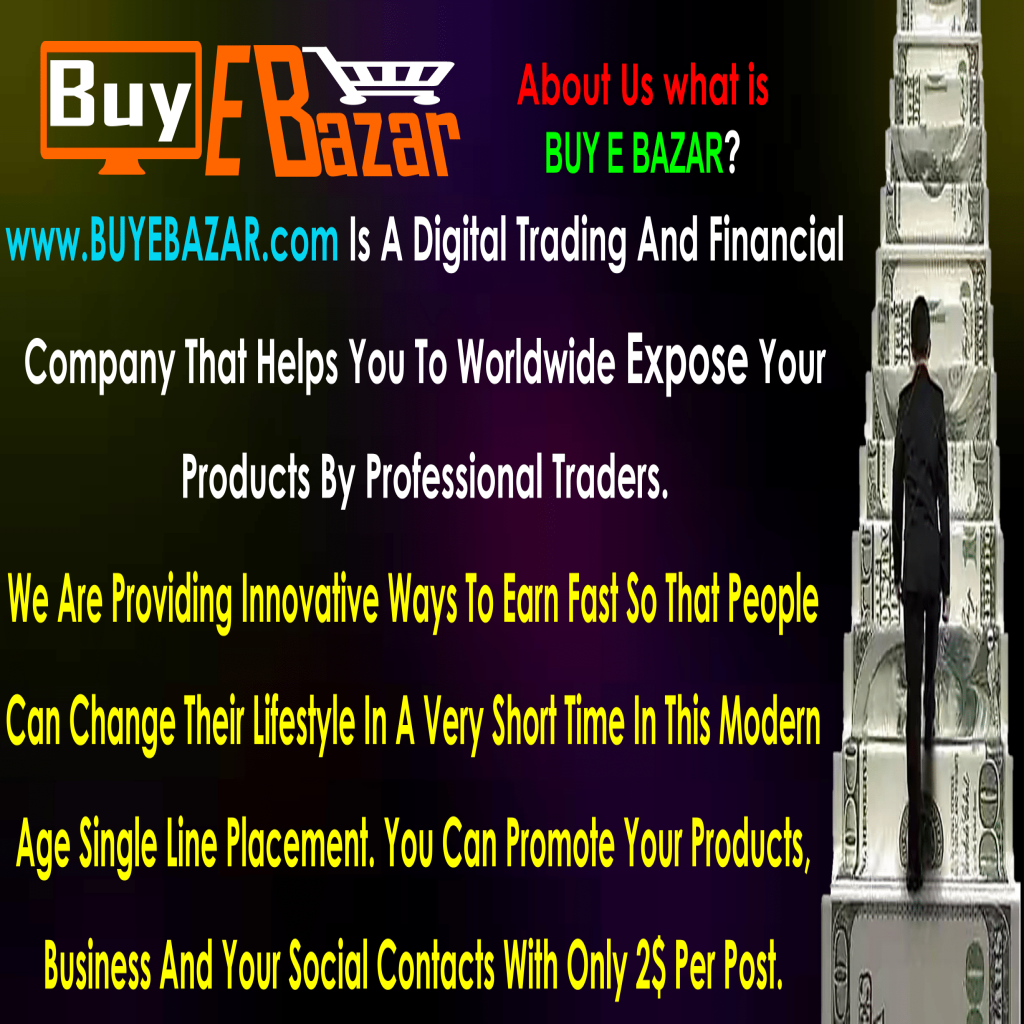 Buy E Bazar
About Us what is
BUY E BAZAR?
www.BUYEBAZAR.com Is A Digital Trading And Financial
Company That Helps You To Worldwide Expose Your
Products By Professional Traders.
We Are Providing Innovative Ways To Earn Fast So That People
Can Change Their Lifestyle In A Very Short Time In This Modern
Age Single Line Placement. You Can Promote Your Products,
Business And Your Social Contacts With Only 2$ Per Post.